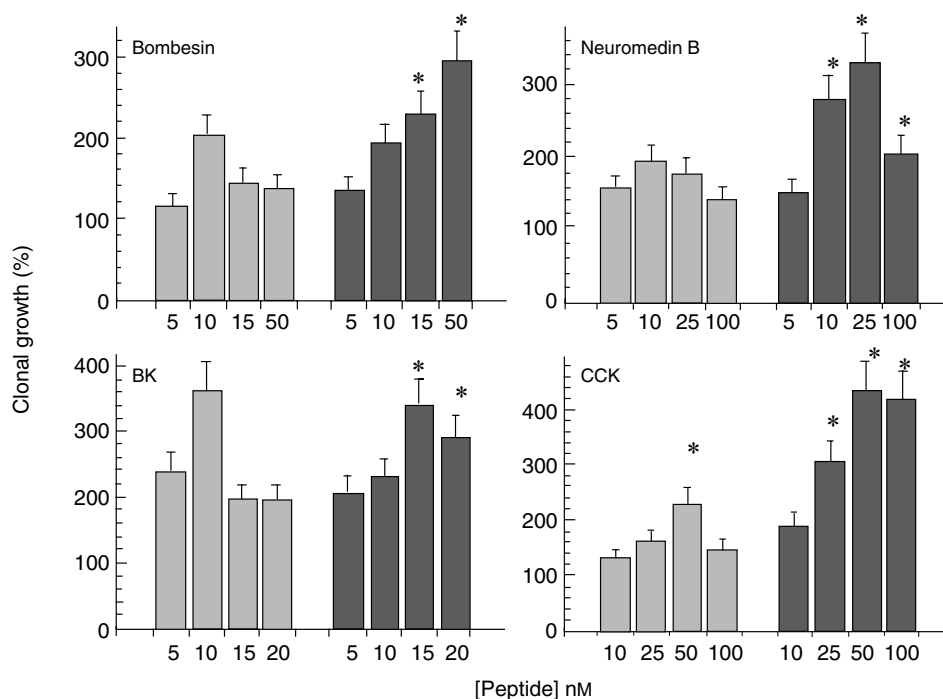 Clonal growth (%)
Bombesin
300
200
100
0
* *
5 10 15 50 5 10 15 50
Neuromedin B
300
200
100
0
* * *
5 10 25 100 5 10 25 100
BK
400
300
200
100
0
* *
5 10 15 20 5 10 15 20
CCK
400
300
200
100
0
* * * *
10 25 50 100 10 25 50 100
[Peptide] nM